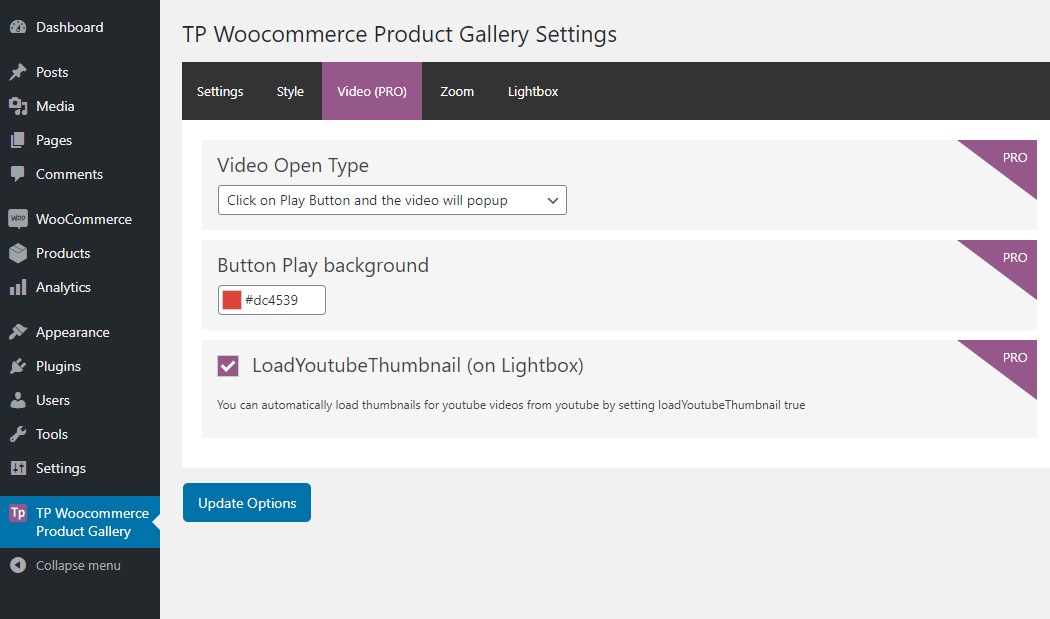 Dashboard
Posts
Media
Pages
Comments
Woo
WooCommerce
Products
Analytics
Appearance
Plugins
Users
Tools
Settings
Tp
TP Woocommerce
Product Gallery
Collapse menu
TP Woocommerce Product Gallery Settings
Settings Style Video (PRO) Zoom Lightbox
Video Open Type
PRO
Click on Play Button and the video will popup
Button Play background
PRO
#dc4539
LoadYoutubeThumbnail (on Lightbox)
PRO
You can automatically load thumbnails for youtube videos from youtube by setting loadYoutubeThumbnail true
Update Options